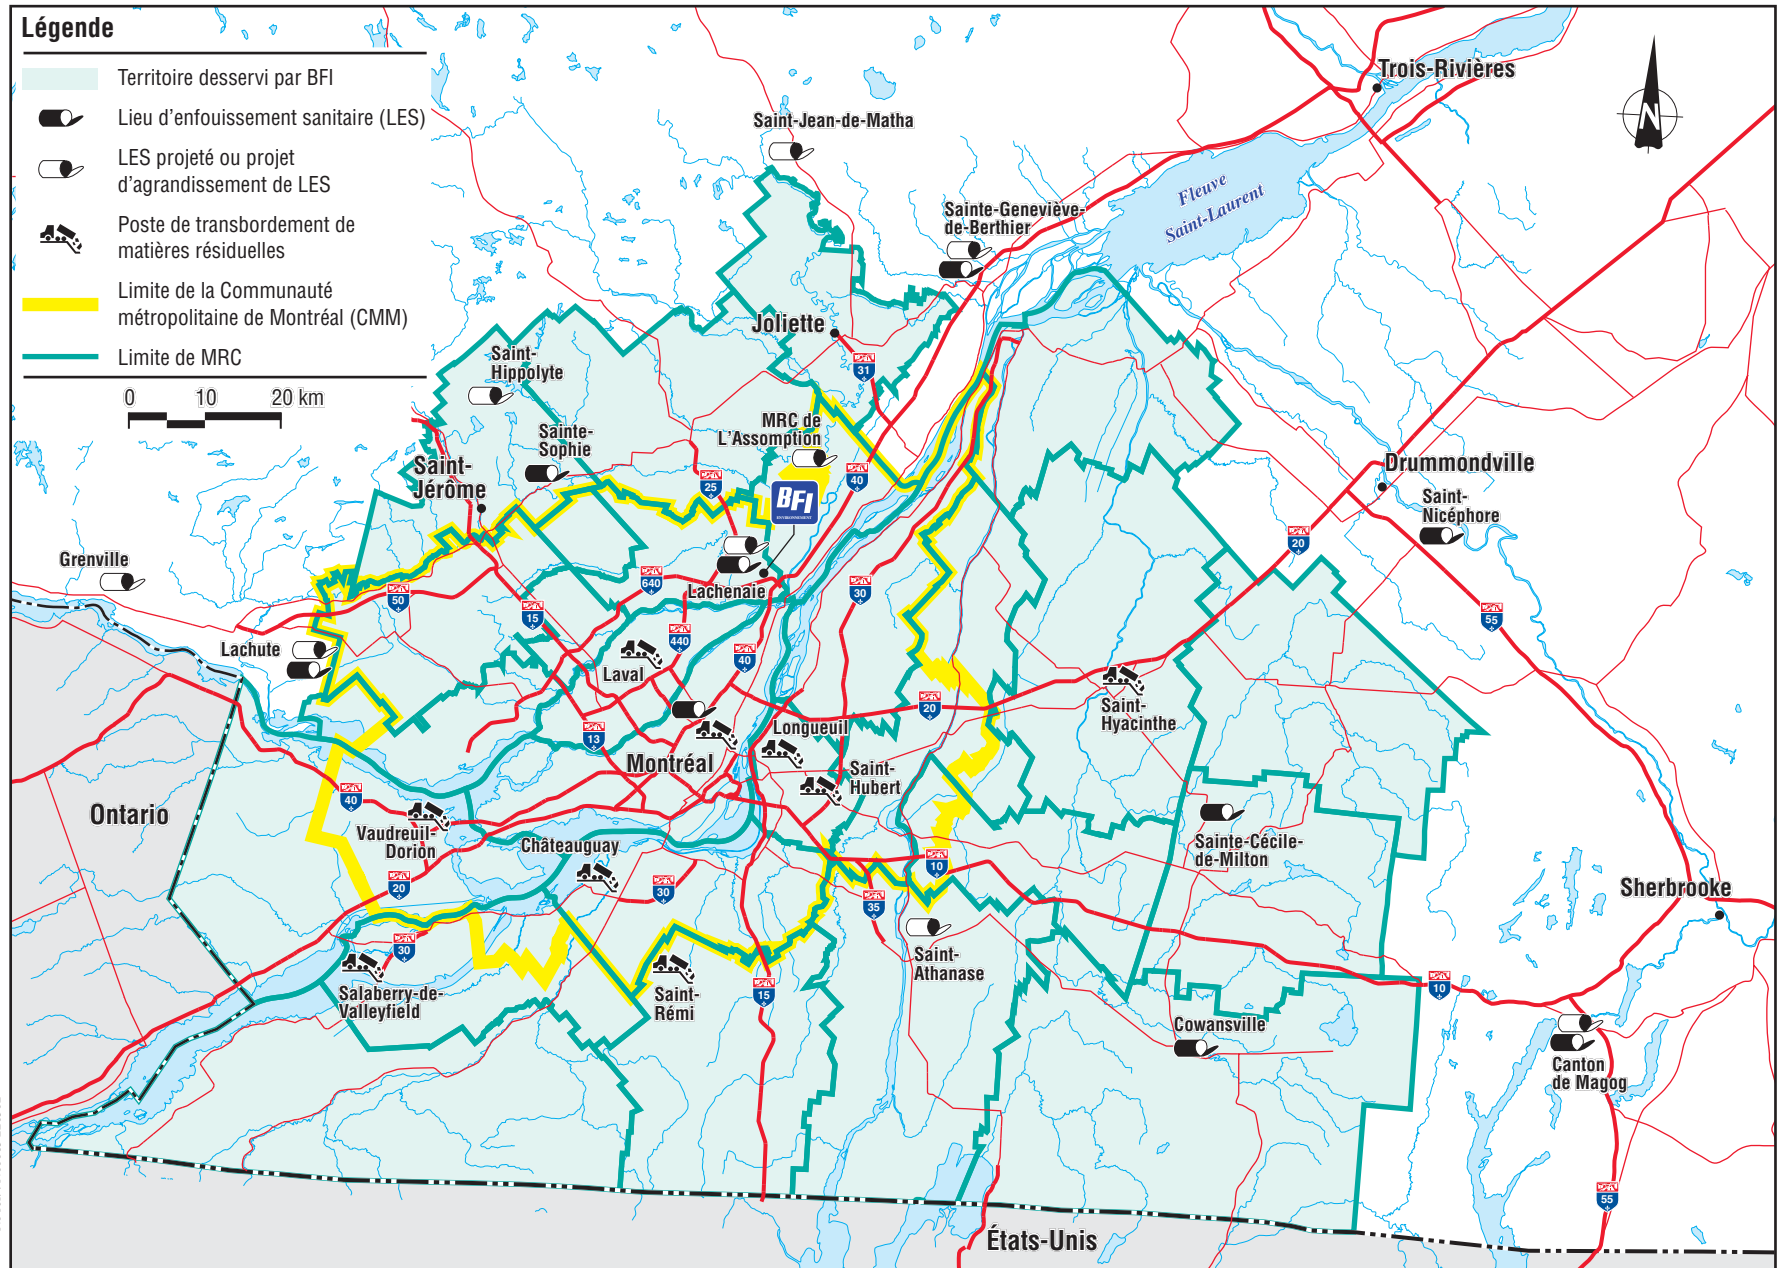 Légende
Territoire desservi par BFI
Lieu d'enfouissement sanitaire (LES)
LES projeté ou projet
d'agrandissement de LES
Poste de transbordement de
matières résiduelles
Limite de la Communauté
métropolitaine de Montréal (CMM)
Limite de MRC
0 10 20 km
N
Trois-Rivières
Saint-Jean-de-Matha
Fleuve
Saint-Laurent
Sainte-Geneviève-
de-Berthier
Joliette
31
Saint-
Hippolyte
MRC de
L'Assomption
Sainte-
Sophie
Saint-
Jérôme
25
40
BFI
ENVIRONNEMENT
Drummondville
Saint-
Nicéphore
20
Grenville
50
640
Lachenaie
30
15
55
440
40
Lachute
Laval
Saint-
Hyacinthe
20
13
Longueuil
Montréal
Saint-
Hubert
Ontario
40
Vaudreuil
Dorion
Châteauguay
Sainte-Cécile-
de-Milton
10
20
30
35
Sherbrooke
30
Saint-
Athanase
Salaberry-de-
Valleyfield
Saint-
Rémi
15
10
Cowansville
Canton
de Magog
55
États-Unis